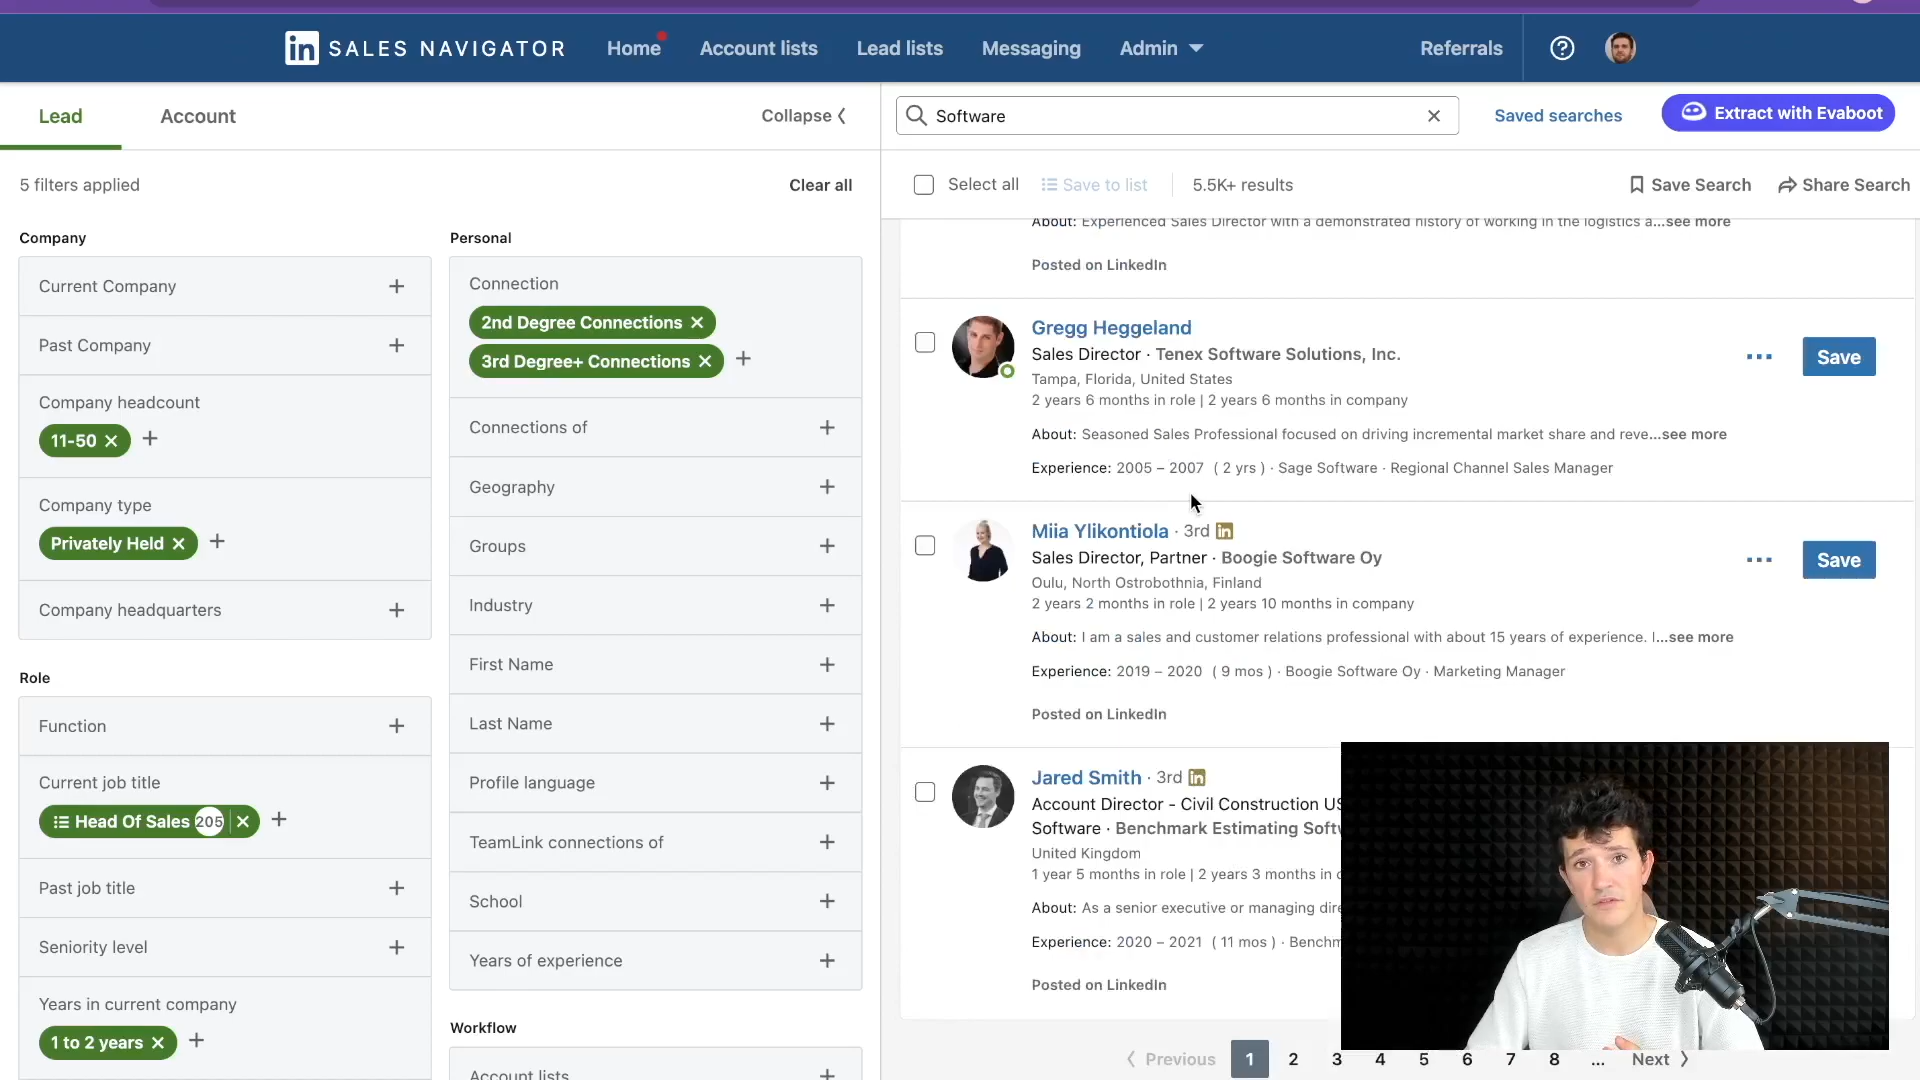 in SALES NAVIGATOR
Home
Account lists
Lead lists
Messaging
Admin
Referrals
Lead
Account
Collapse
Software
Saved searches
Extract with Evaboot
5 filters applied
Clear all
Select all
Save to list
5.5K+ results
Save Search
Share Search
Company
Current Company
Past Company
Company headcount
11-50
Company type
Privately Held
Company headquarters
Role
Function
Current job title
Head Of Sales 205
Past job title
Seniority level
Years in current company
1 to 2 years
Personal
Connection
2nd Degree Connections
3rd Degree+ Connections
Connections of
Geography
Groups
Industry
First Name
Last Name
Profile language
TeamLink connections of
School
Years of experience
Workflow
Account lists
About: Experienced Sales Director with a demonstrated history of working in the logistics a...see more
Posted on LinkedIn
Gregg Heggeland
Sales Director · Tenex Software Solutions, Inc.
Tampa, Florida, United States
2 years 6 months in role | 2 years 6 months in company
About: Seasoned Sales Professional focused on driving incremental market share and reve...see more
Experience: 2005 – 2007 ( 2 yrs ) · Sage Software · Regional Channel Sales Manager
Save
Miia Ylikontiola · 3rd in
Sales Director, Partner · Boogie Software Oy
Oulu, North Ostrobothnia, Finland
2 years 2 months in role | 2 years 10 months in company
About: I am a sales and customer relations professional with about 15 years of experience. I...see more
Experience: 2019 – 2020 ( 9 mos ) · Boogie Software Oy · Marketing Manager
Posted on LinkedIn
Save
Jared Smith · 3rd in
Account Director - Civil Construction US
Software · Benchmark Estimating Softw
United Kingdom
1 year 5 months in role | 2 years 3 months in c
About: As a senior executive or managing dire
Experience: 2020 – 2021 ( 11 mos ) · Benchm
Posted on LinkedIn
Previous 1 2 3 4 5 6 7 8 ... Next